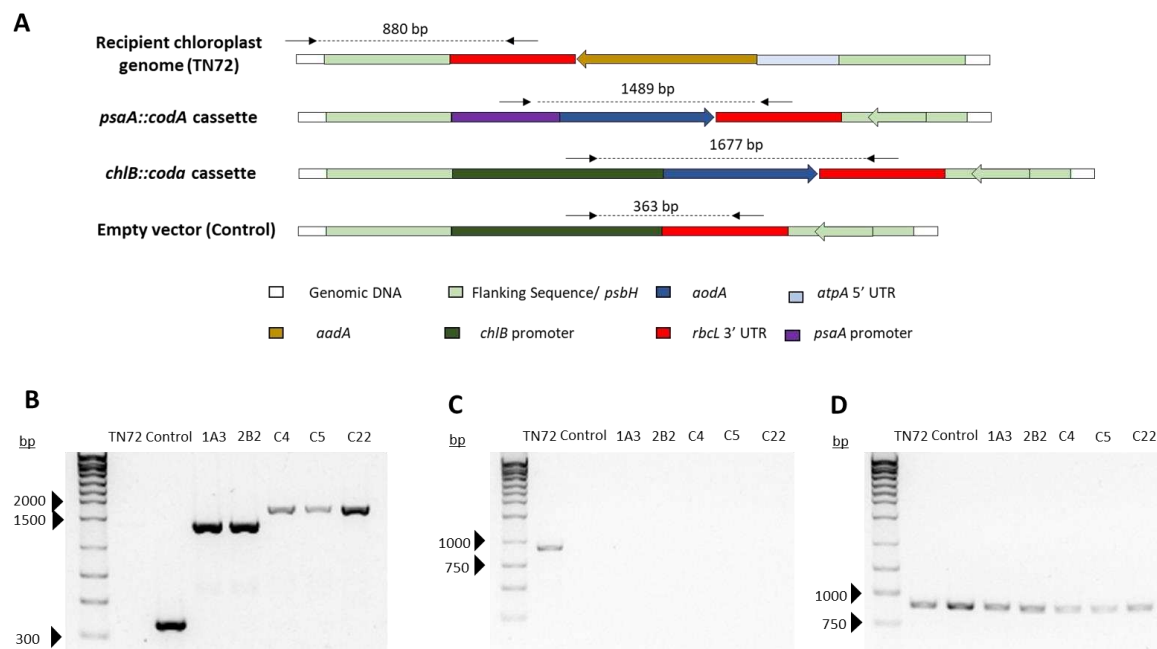 A
880 bp
Recipient chloroplast
genome (TN72)
1489 bp
psaA::codA cassette
1677 bp
chlB::coda cassette
363 bp
Empty vector (Control)
Genomic DNA
Flanking Sequence/ psbH
aodA
atpA 5’ UTR
aadA
chlB promoter
rbcL 3’ UTR
psaA promoter
B
bp
TN72 Control 1A3 2B2 C4 C5 C22
2000
1500
300
C
bp
TN72 Control 1A3 2B2 C4 C5 C22
1000
750
D
bp
TN72 Control 1A3 2B2 C4 C5 C22
1000
750